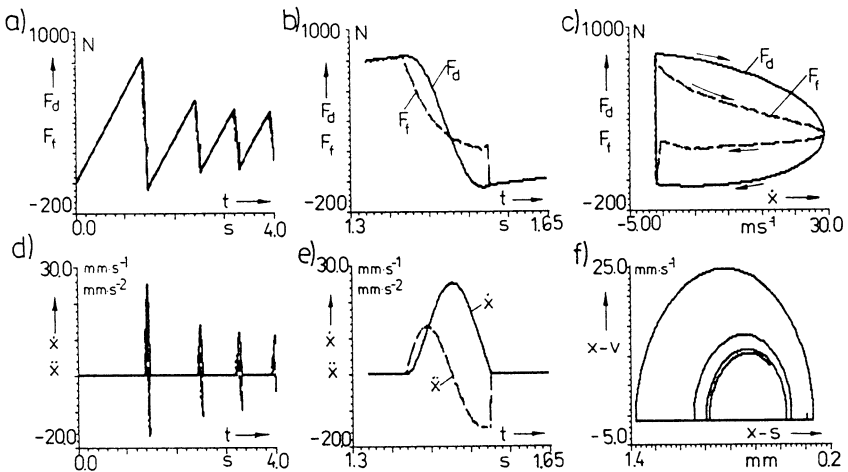 a)
1000
N
F_d
F_f
-200
0.0
s
t
4.0
b)
1000
N
F_d
F_f
F_d
F_f
-200
1.3
s
t
1.65
c)
1000
N
F_d
F_f
F_d
F_f
-200
-5.00
ms⁻¹
ẋ
30.0
d)
30.0
mm·s⁻¹
mm·s⁻²
ẋ
ẍ
-20.0
0.0
s
t
4.0
e)
30.0
mm·s⁻¹
mm·s⁻²
ẋ
ẍ
ẋ
ẍ
-20.0
1.3
s
t
1.65
f)
25.0
mm·s⁻¹
x-v
-5.0
1.4
mm
x-s
0.2